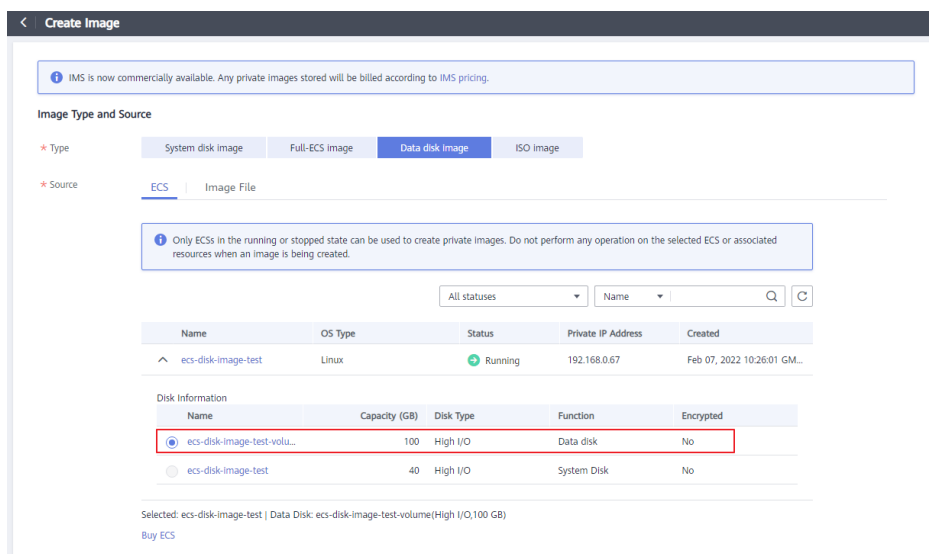 Create Image
IMS is now commercially available. Any private images stored will be billed according to IMS pricing.
Image Type and Source
* Type
System disk image
Full-ECS image
Data disk image
ISO image
* Source
ECS
Image File
Only ECSs in the running or stopped state can be used to create private images. Do not perform any operation on the selected ECS or associated
resources when an image is being created.
All statuses
Name
Name OS Type Status Private IP Address Created
ecs-disk-image-test Linux Running 192.168.0.67 Feb 07, 2022 10:26:01 GM...
Disk Information
Name Capacity (GB) Disk Type Function Encrypted
ecs-disk-image-test-volu... 100 High I/O Data disk No
ecs-disk-image-test 40 High I/O System Disk No
Selected: ecs-disk-image-test | Data Disk: ecs-disk-image-test-volume(High I/O,100 GB)
Buy ECS